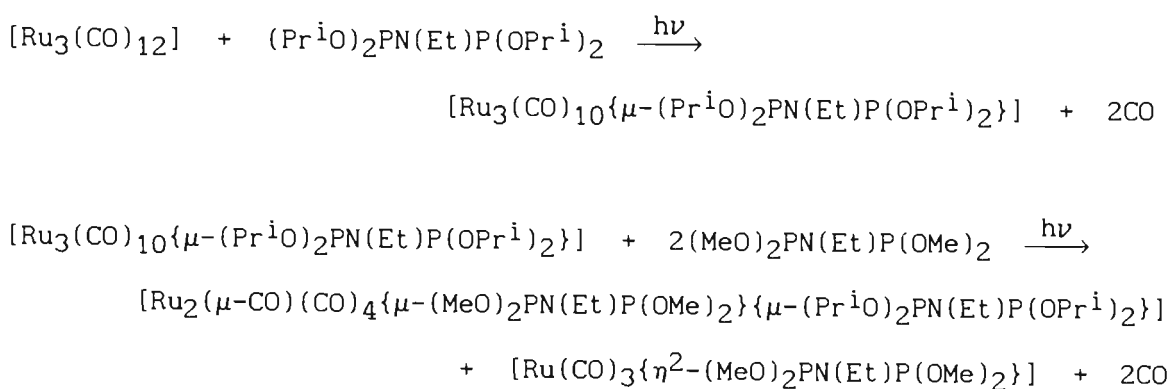 [Ru₃(CO)₁₂] + (PrⁱO)₂PN(Et)P(OPrⁱ)₂ hν →
[Ru₃(CO)₁₀{μ-(PrⁱO)₂PN(Et)P(OPrⁱ)₂}] + 2CO
[Ru₃(CO)₁₀{μ-(PrⁱO)₂PN(Et)P(OPrⁱ)₂}] + 2(MeO)₂PN(Et)P(OMe)₂ hν →
[Ru₂(μ-CO)(CO)₄{μ-(MeO)₂PN(Et)P(OMe)₂}{μ-(PrⁱO)₂PN(Et)P(OPrⁱ)₂}]
+ [Ru(CO)₃{η²-(MeO)₂PN(Et)P(OMe)₂}] + 2CO